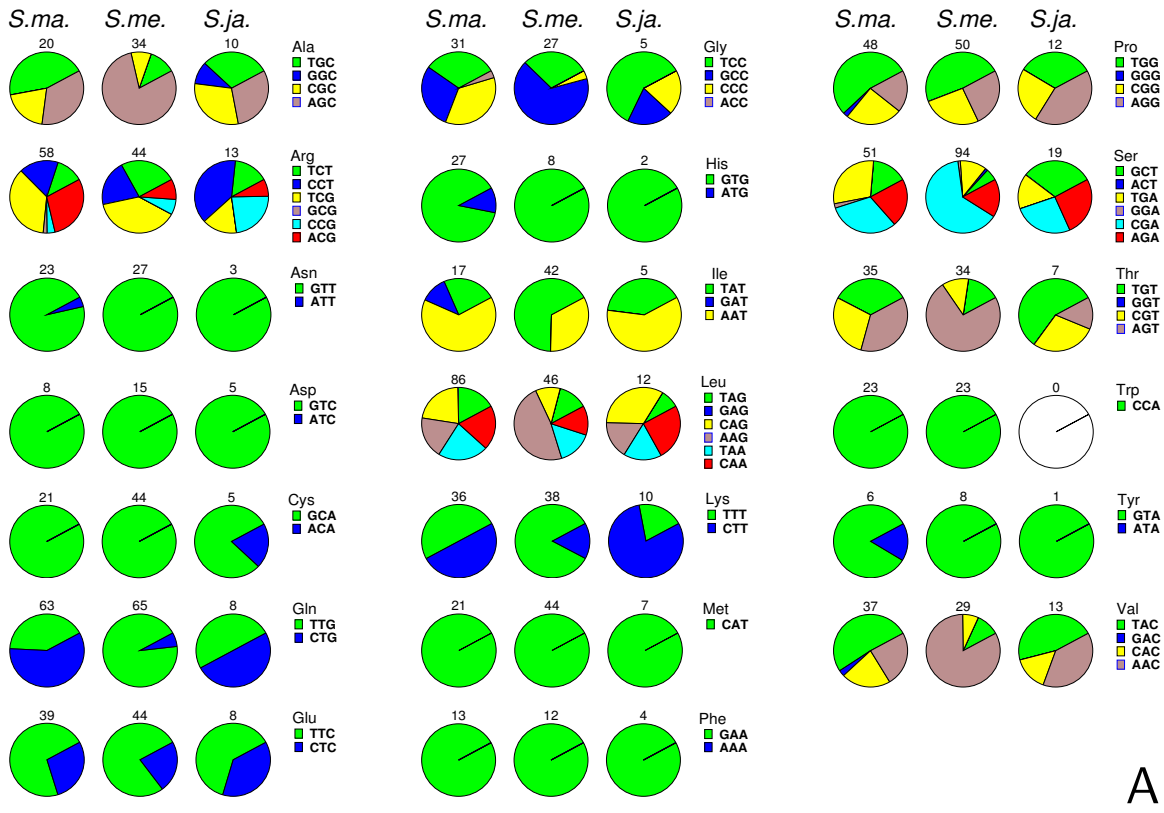 S.ma. S.me. S.ja.
20 34 10
Ala
TGC
GGC
CGC
AGC
58 44 13
Arg
TCT
CCT
TCG
GCG
CCG
ACG
23 27 3
Asn
GTT
ATT
8 15 5
Asp
GTC
ATC
21 44 5
Cys
GCA
ACA
63 65 8
Gln
TTG
CTG
39 44 8
Glu
TTC
CTC
S.ma. S.me. S.ja.
31 27 5
Gly
TCC
GCC
CCC
ACC
27 8 2
His
GTG
ATG
17 42 5
Ile
TAT
GAT
AAT
86 46 12
Leu
TAG
GAG
CAG
AAG
TAA
CAA
36 38 10
Lys
TTT
CTT
21 44 7
Met
CAT
13 12 4
Phe
GAA
AAA
S.ma. S.me. S.ja.
48 50 12
Pro
TGG
GGG
CGG
AGG
51 94 19
Ser
GCT
ACT
TGA
GGA
CGA
AGA
35 34 7
Thr
TGT
GGT
CGT
AGT
23 23 0
Trp
CCA
6 8 1
Tyr
GTA
ATA
37 29 13
Val
TAC
GAC
CAC
AAC
A